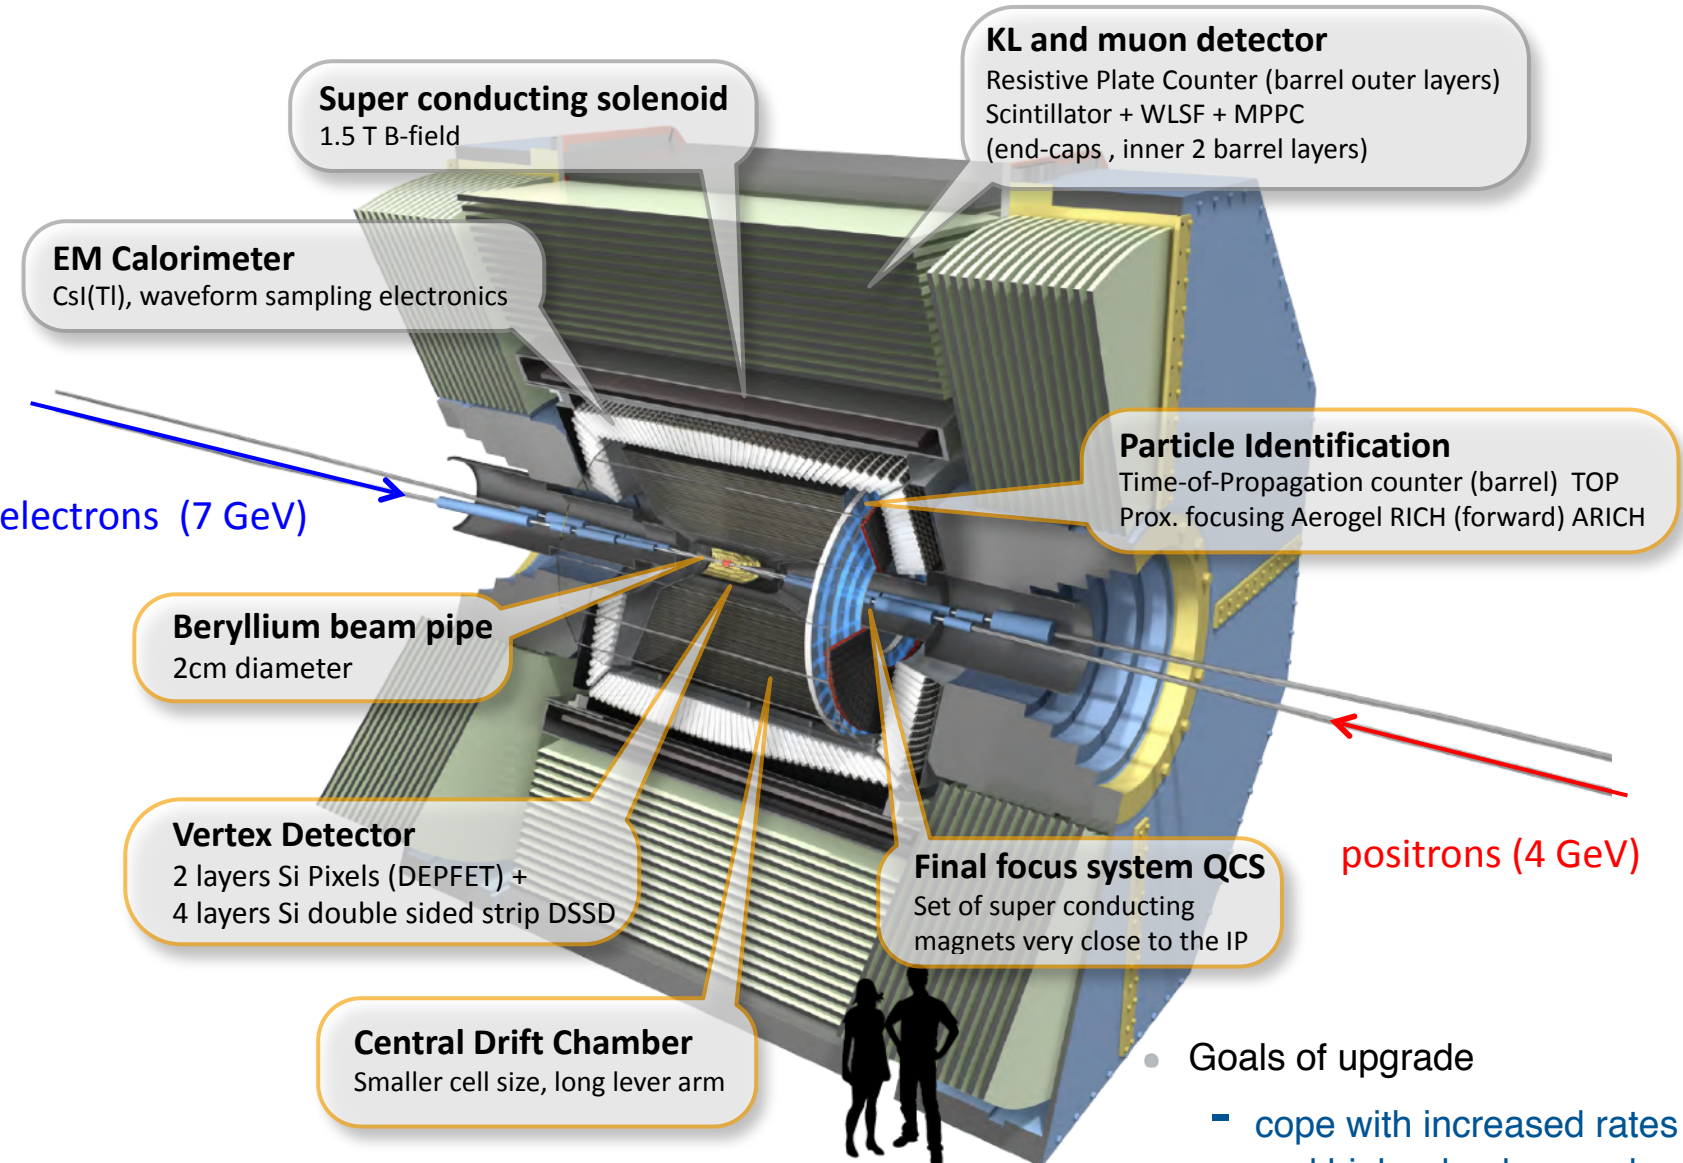 KL and muon detector
Resistive Plate Counter (barrel outer layers)
Scintillator + WLSF + MPPC
(end-caps , inner 2 barrel layers)
Super conducting solenoid
1.5 T B-field
EM Calorimeter
CsI(Tl), waveform sampling electronics
Particle Identification
Time-of-Propagation counter (barrel)  TOP
Prox. focusing Aerogel RICH (forward) ARICH
electrons  (7 GeV)
Beryllium beam pipe
2cm diameter
Vertex Detector
2 layers Si Pixels (DEPFET) +
4 layers Si double sided strip DSSD
Final focus system QCS
Set of super conducting
magnets very close to the IP
positrons (4 GeV)
Central Drift Chamber
Smaller cell size, long lever arm
Goals of upgrade
cope with increased rates